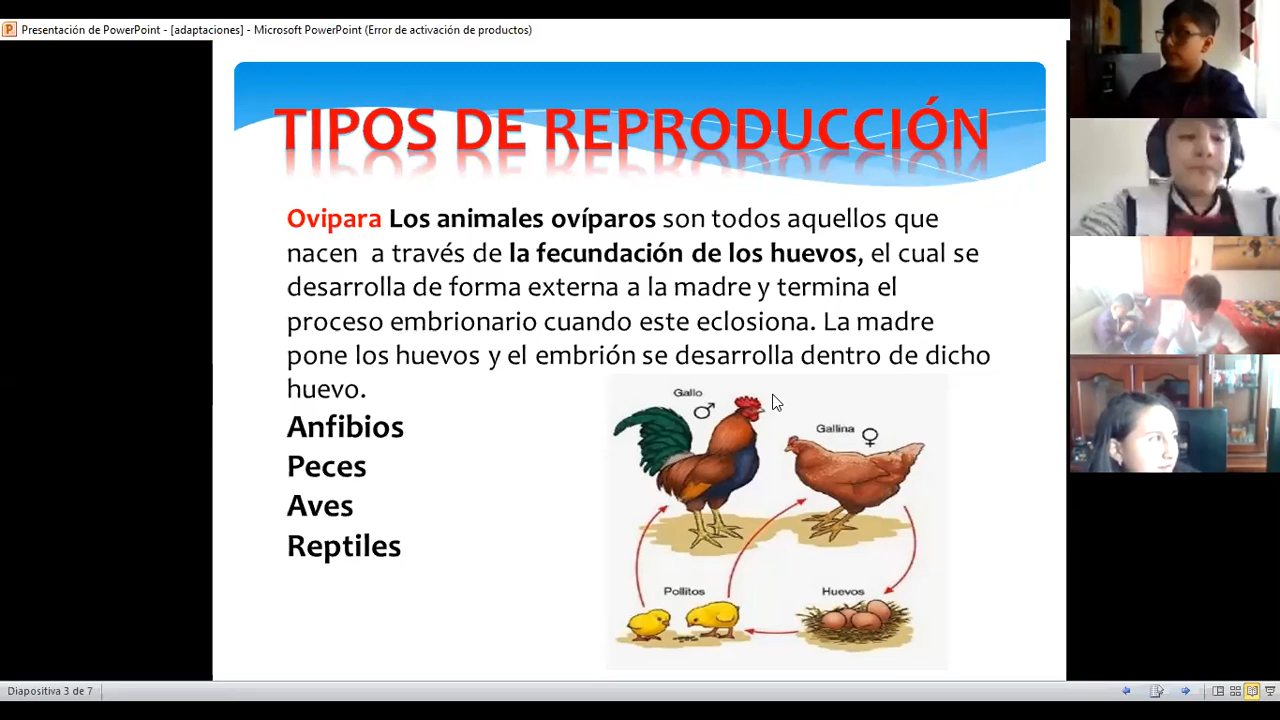 Presentación de PowerPoint - [adaptaciones] - Microsoft PowerPoint (Error de activación de productos)
TIPOS DE REPRODUCCIÓN
Ovipara Los animales ovíparos son todos aquellos que
nacen a través de la fecundación de los huevos, el cual se
desarrolla de forma externa a la madre y termina el
proceso embrionario cuando este eclosiona. La madre
pone los huevos y el embrión se desarrolla dentro de dicho
huevo.
Anfibios
Peces
Aves
Reptiles
Gallo
Gallina
Pollitos
Huevos
Diapositiva 3 de 7